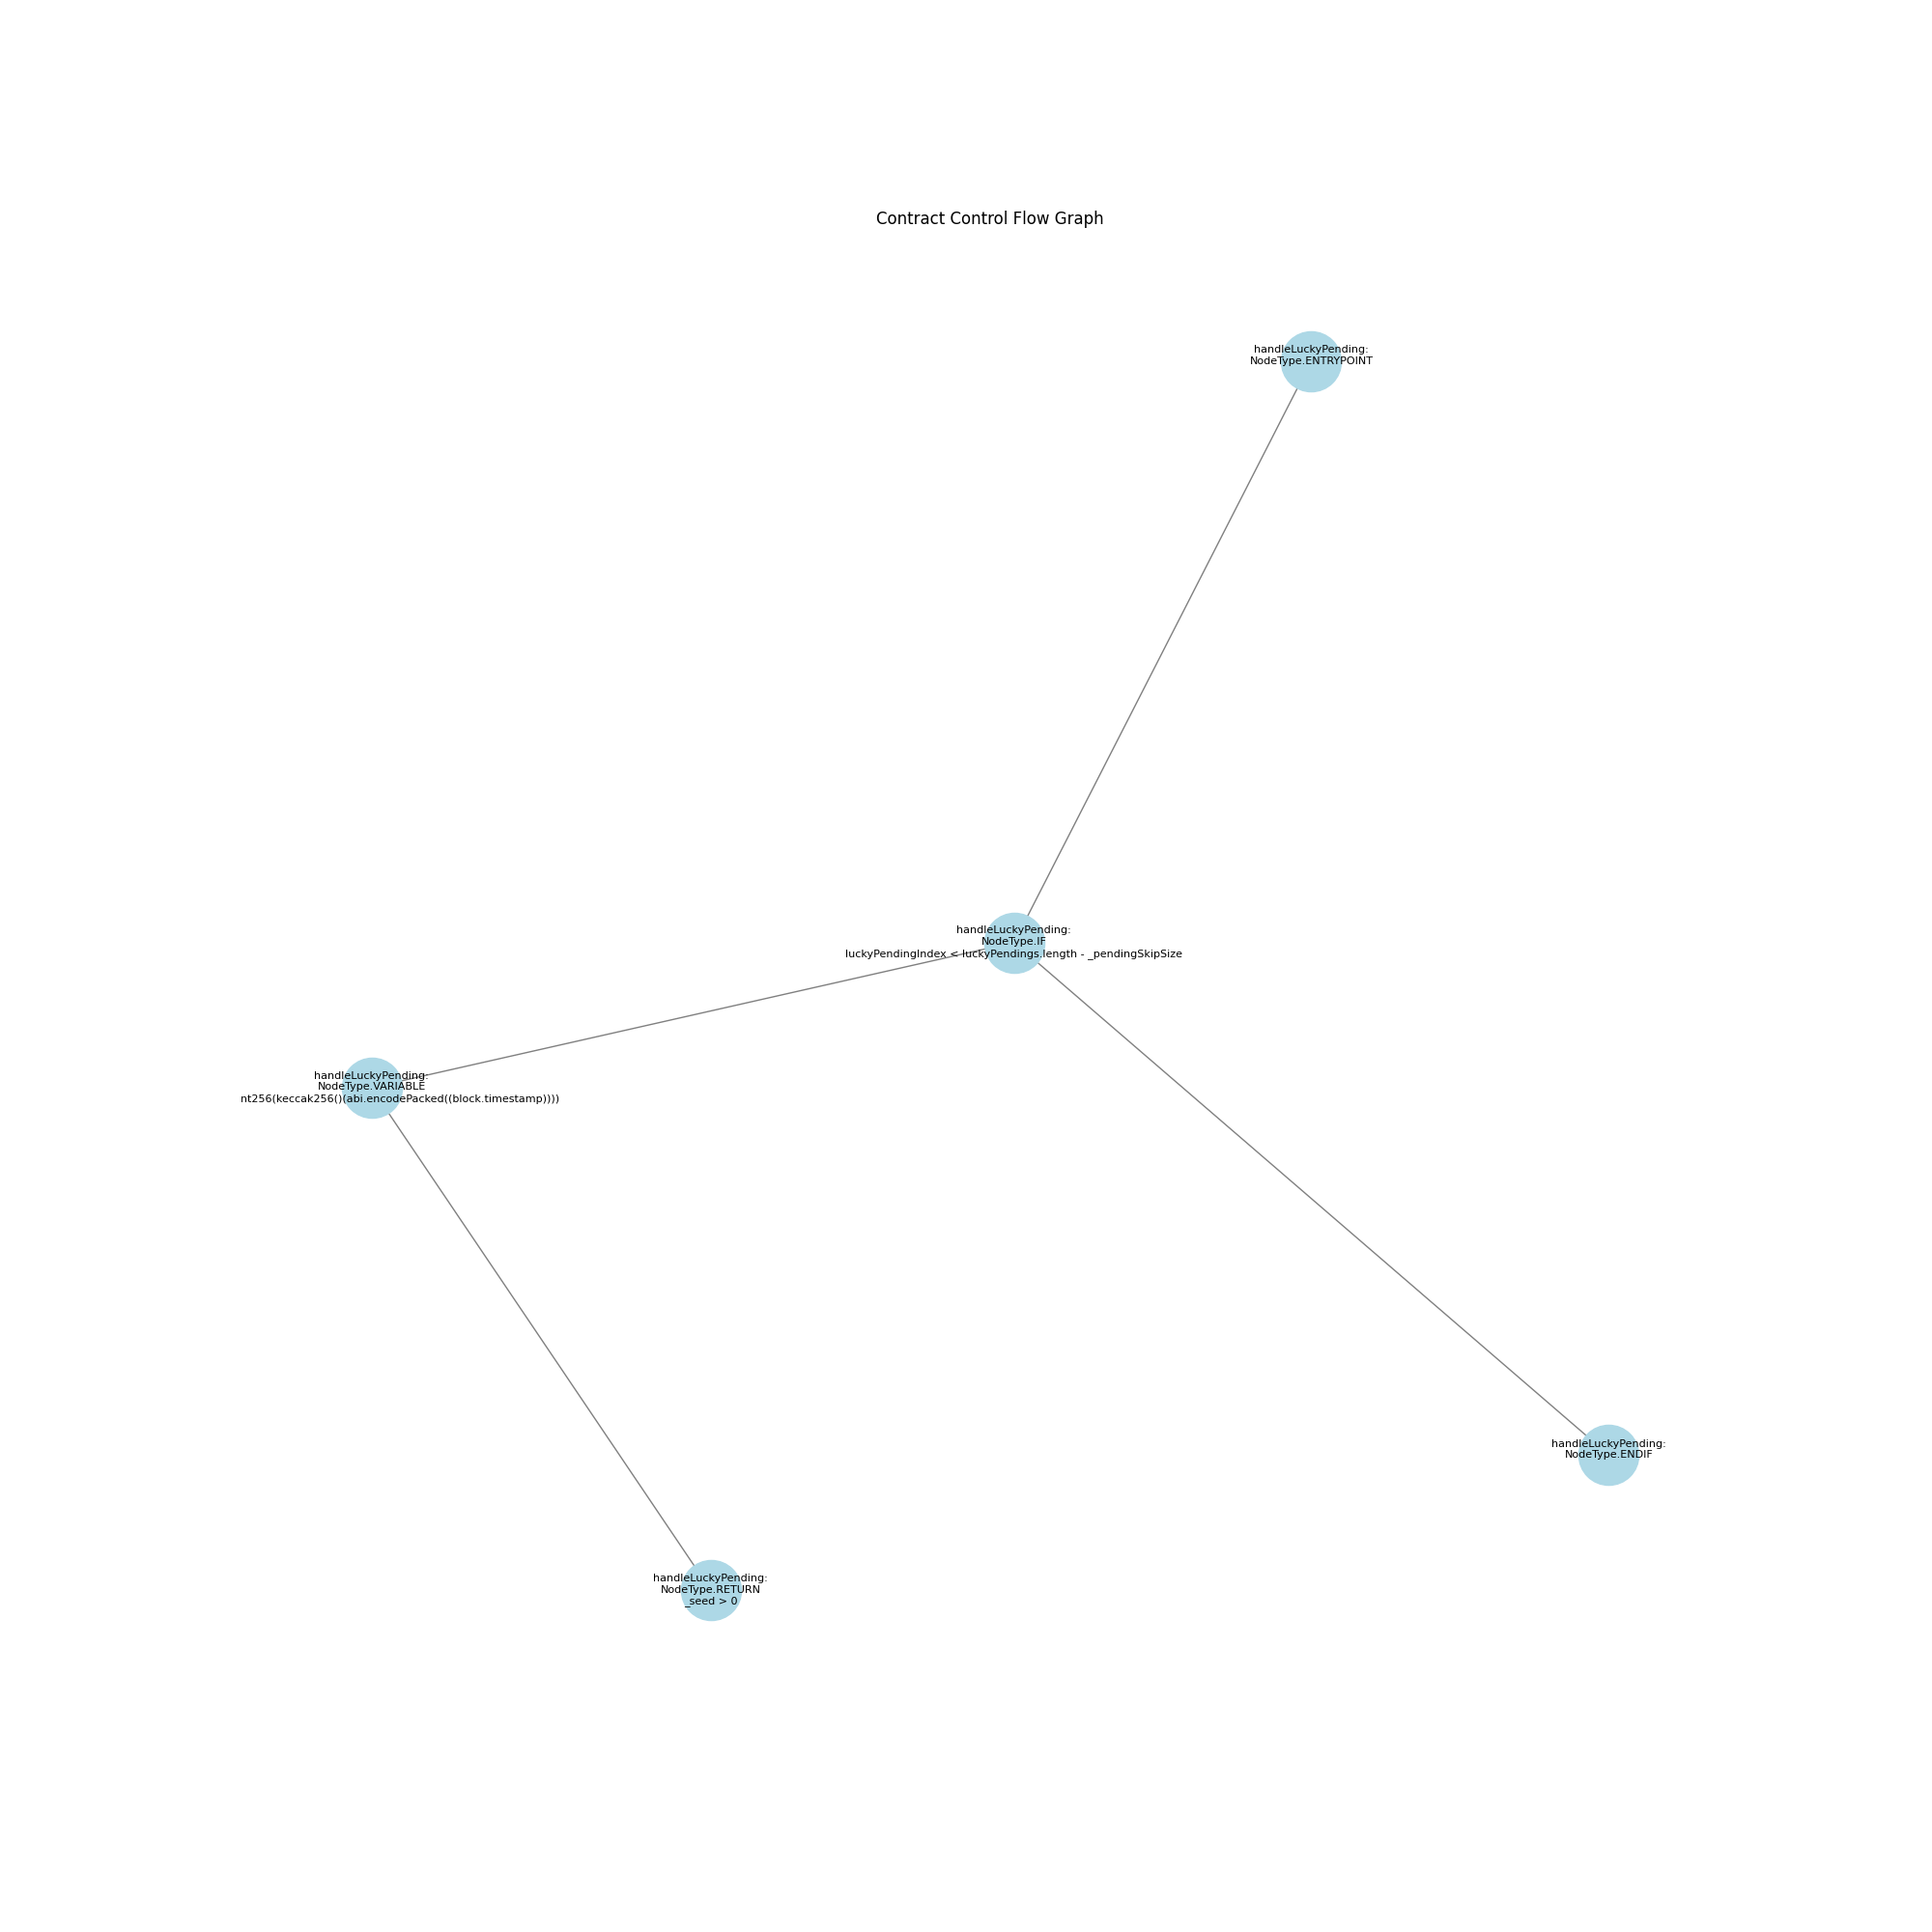 Contract Control Flow Graph
handleLuckyPending:
NodeType.ENTRYPOINT
handleLuckyPending:
NodeType.IF
luckyPendingIndex < luckyPendings.length - _pendingSkipSize
handleLuckyPending:
NodeType.VARIABLE
nt256(keccak256()(abi.encodePacked((block.timestamp))))
handleLuckyPending:
NodeType.ENDIF
handleLuckyPending:
NodeType.RETURN
_seed > 0